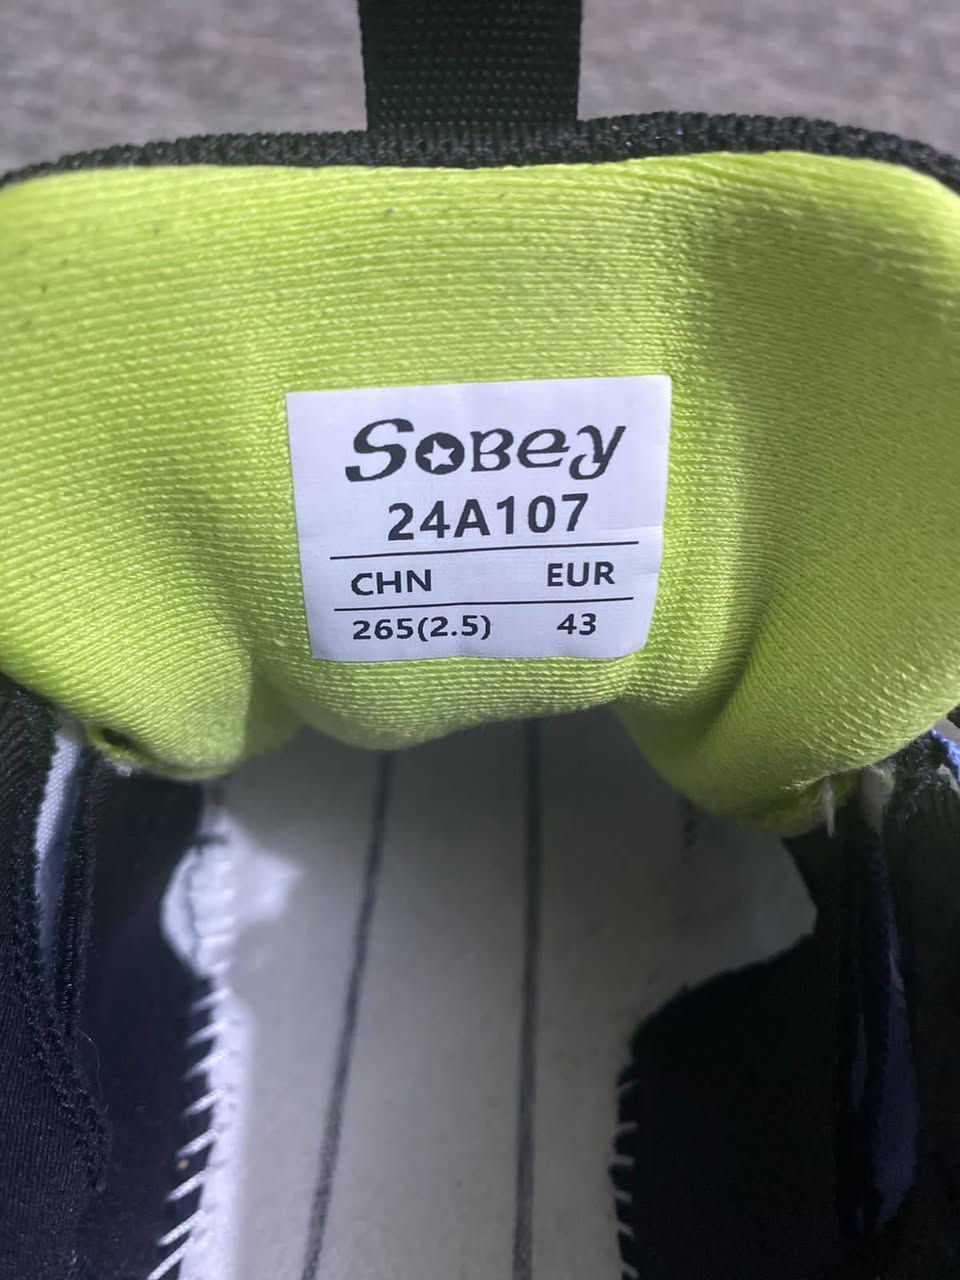 SoBey
24A107
CHN EUR
265(2.5) 43